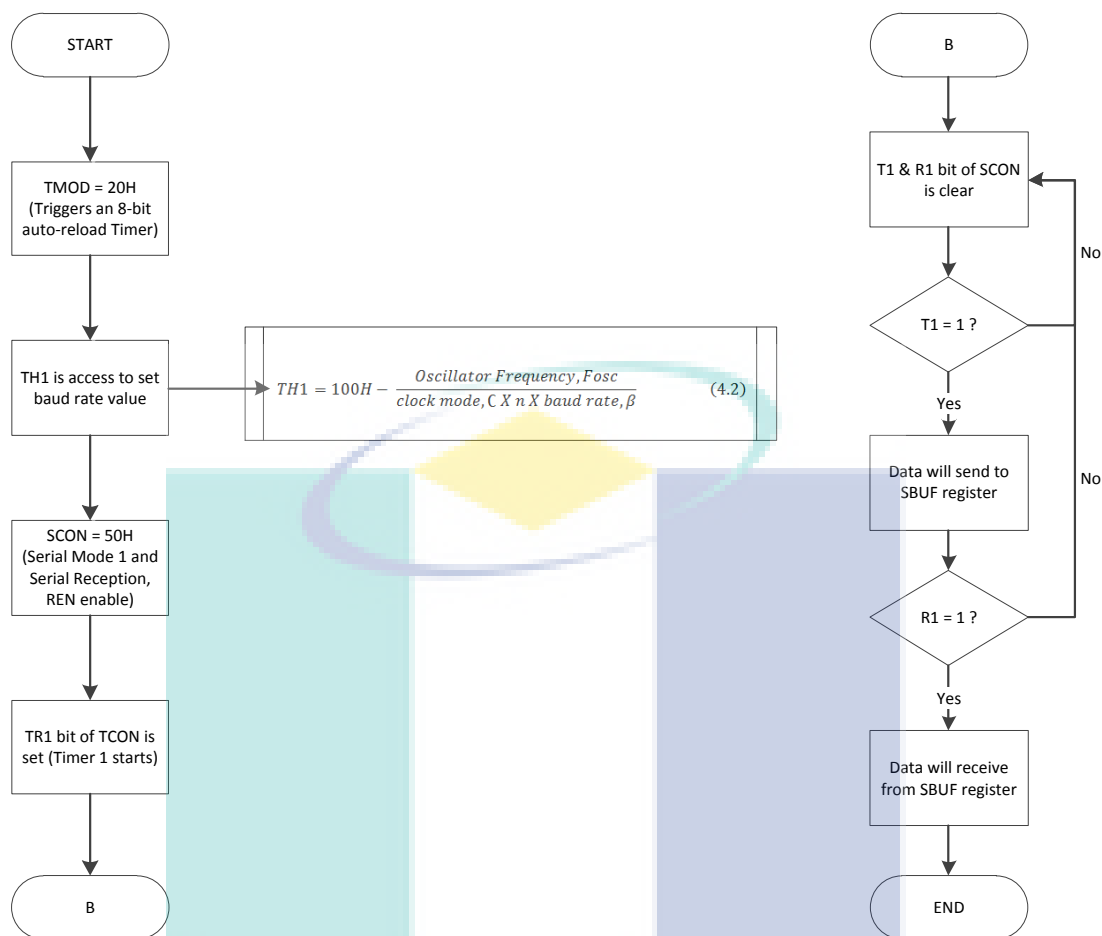 START
TMOD = 20H
(Triggers an 8-bit
auto-reload Timer)
TH1 is access to set
baud rate value
TH1 = 100H − Oscillator Frequency, Fosc / clock mode, C X n X baud rate, β (4.2)
SCON = 50H
(Serial Mode 1 and
Serial Reception,
REN enable)
TR1 bit of TCON is
set (Timer 1 starts)
B
B
T1 & R1 bit of SCON
is clear
No
T1 = 1 ?
Yes
Data will send to
SBUF register
No
R1 = 1 ?
Yes
Data will receive
from SBUF register
END